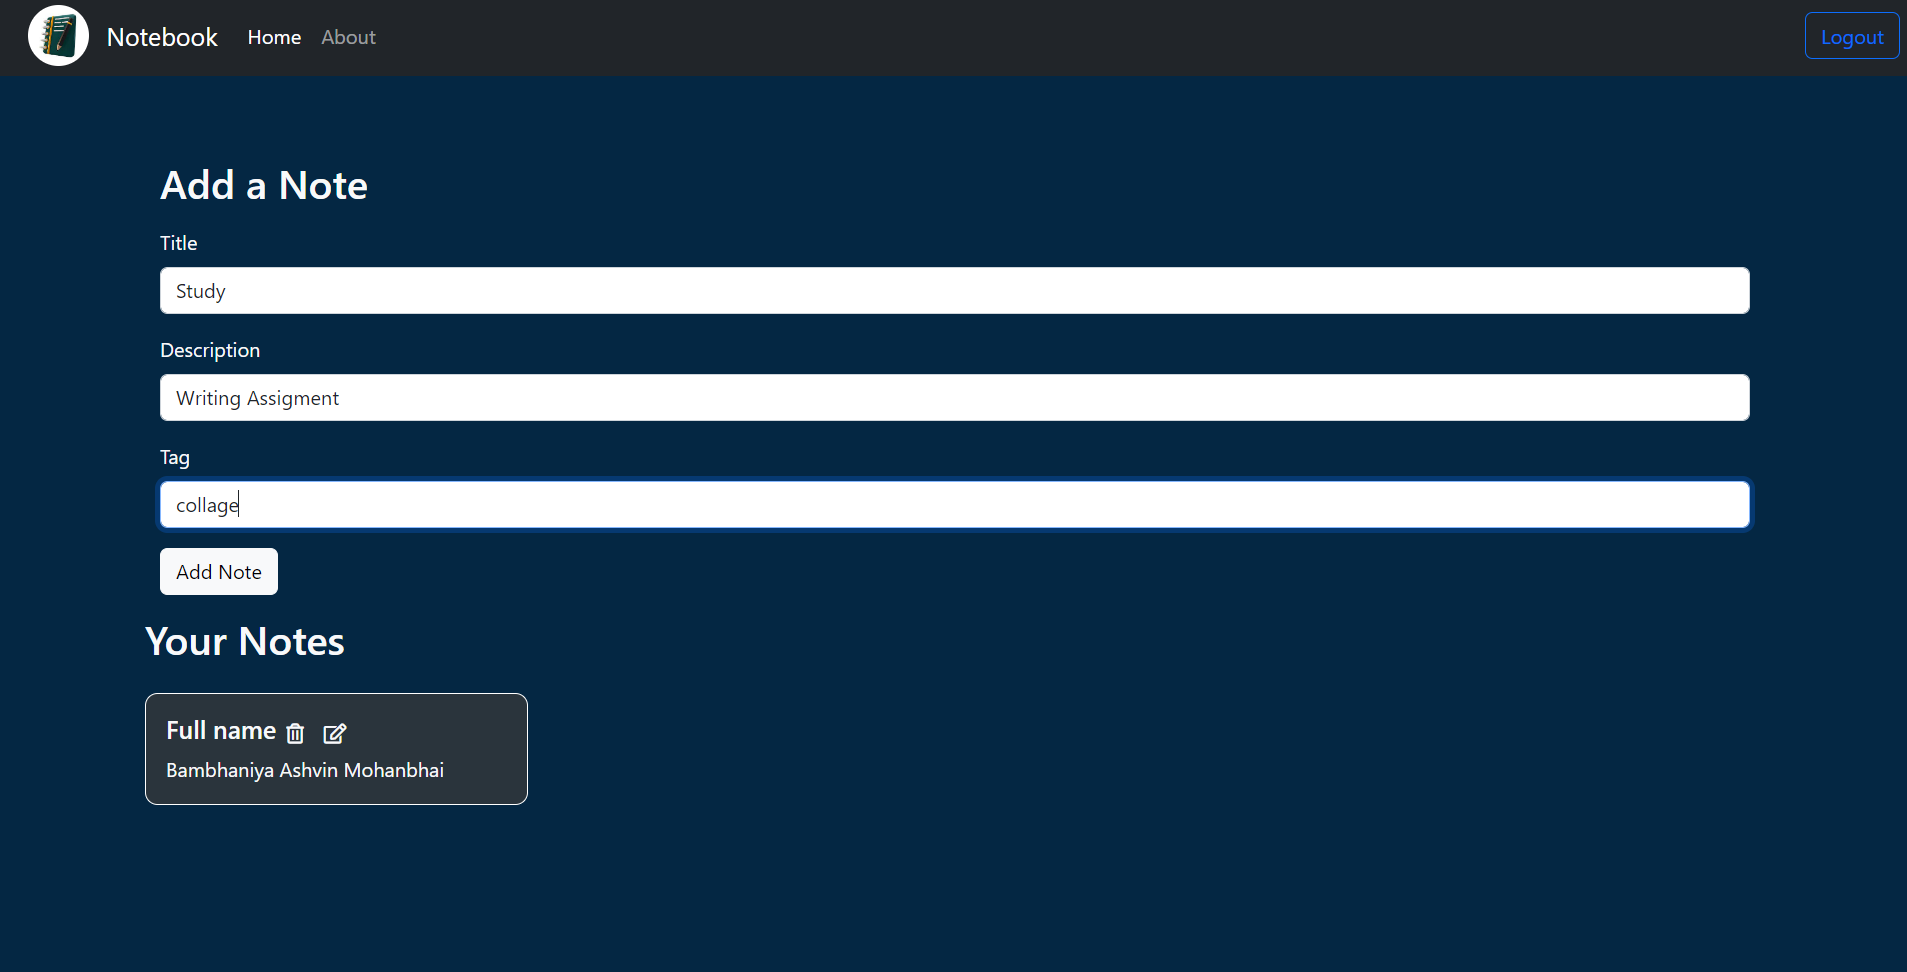 Notebook Home About Logout
Add a Note
Title
Study
Description
Writing Assigment
Tag
collage
Add Note
Your Notes
Full name
Bambhaniya Ashvin Mohanbhai